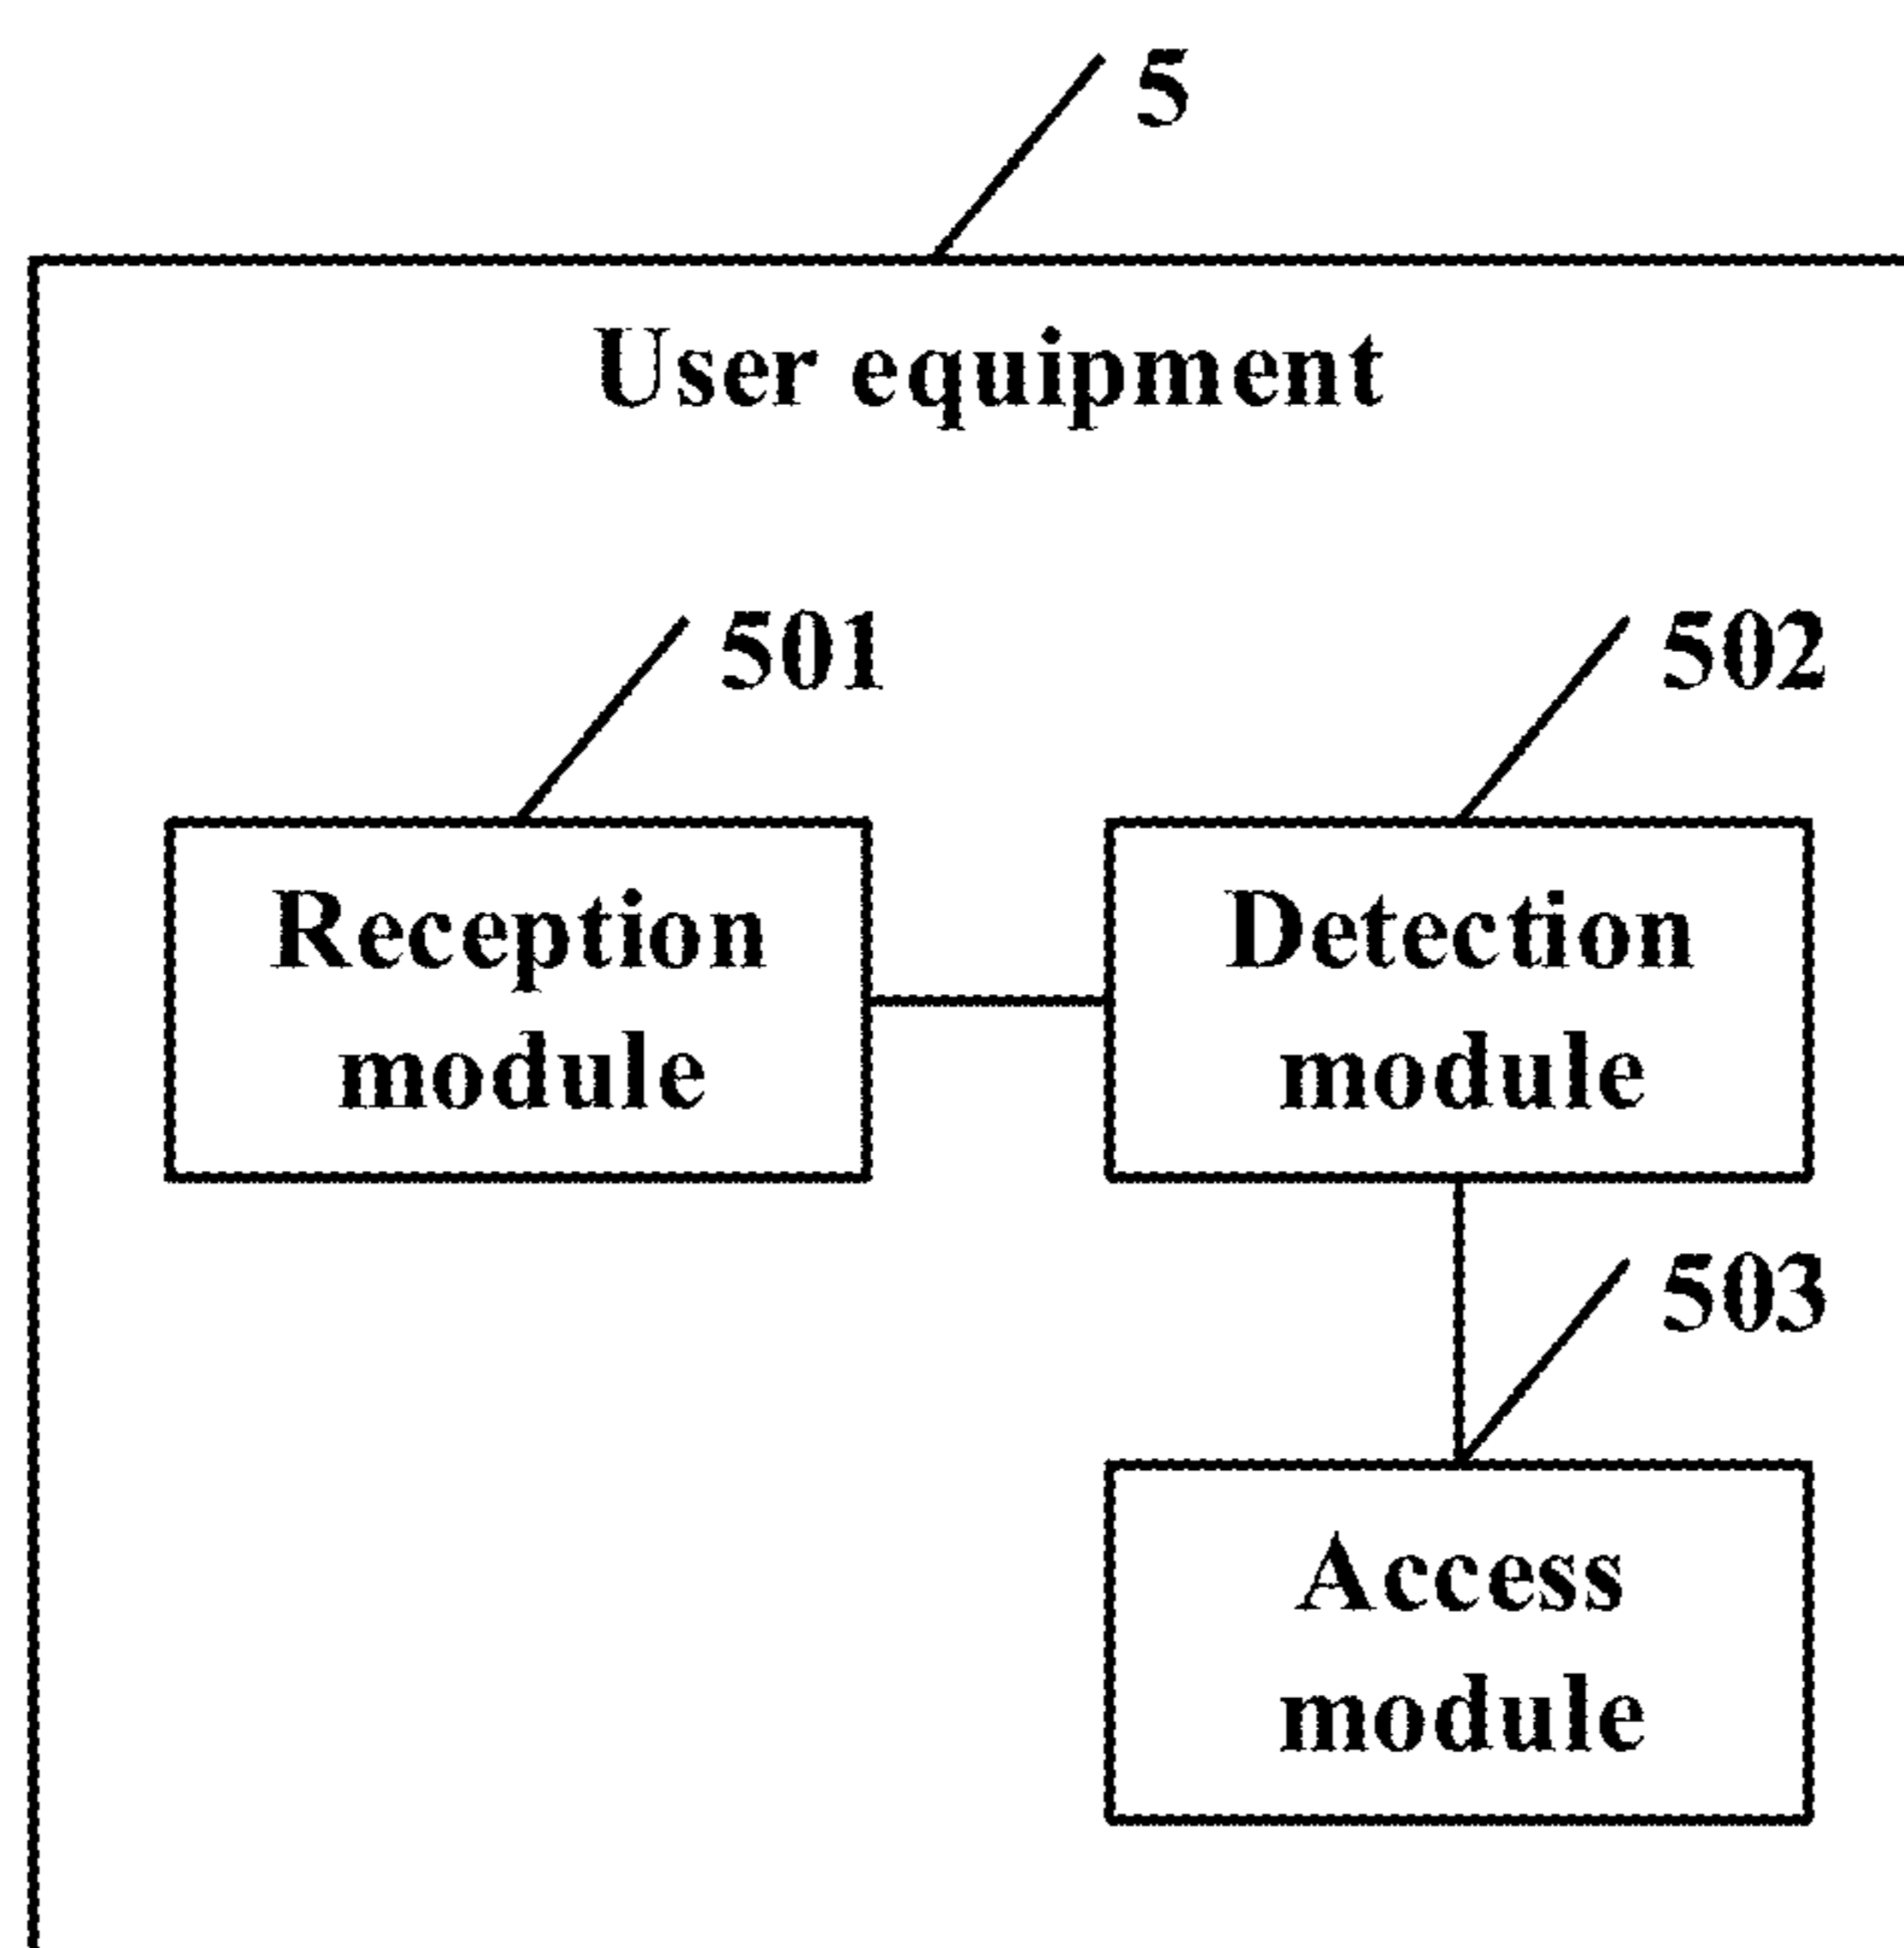 5
User equipment
501
502
Reception
module
Detection
module
503
Access
module